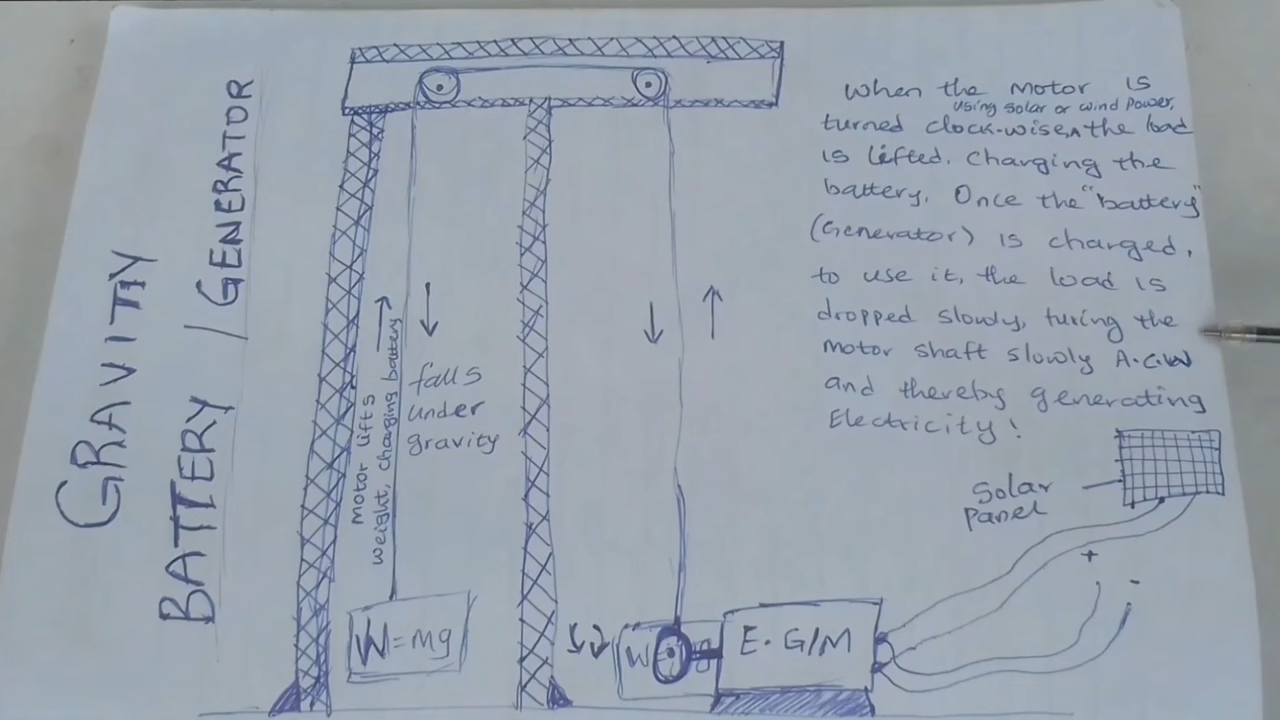 GRAVITY
BATTERY / GENERATOR
Motor lifts
weight, charging battery
falls
under
gravity
W=mg
E.G/M
When the motor is
using solar or wind power,
turned clock-wise, the load
is lifted. Charging the
battery. Once the "battery"
(Generator) is charged,
to use it, the load is
dropped slowly, turing the
motor shaft slowly A.C.W
and thereby generating
Electricity!
Solar
panel
+
-